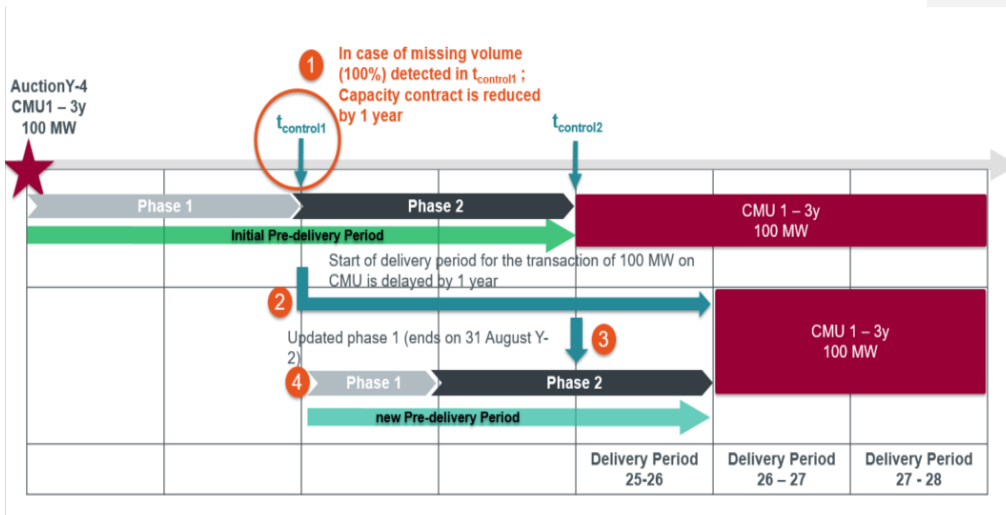 1
In case of missing volume
(100%) detected in tcontrol1 ;
Capacity contract is reduced
by 1 year
AuctionY-4
CMU1 – 3y
100 MW
tcontrol1
tcontrol2
Phase 1
Phase 2
CMU 1 – 3y
100 MW
Initial Pre-delivery Period
Start of delivery period for the transaction of 100 MW on
CMU is delayed by 1 year
2
Updated phase 1 (ends on 31 August Y-
2)
3
CMU 1 – 3y
100 MW
4
Phase 1
Phase 2
new Pre-delivery Period
Delivery Period
25-26
Delivery Period
26 – 27
Delivery Period
27 - 28